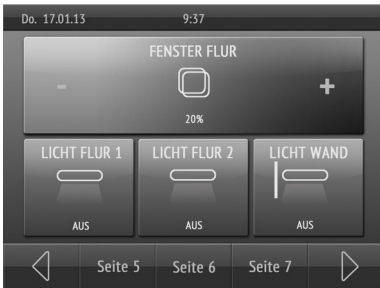 Do. 17.01.13 9:37
FENSTER FLUR
- +
20%
LICHT FLUR 1 LICHT FLUR 2 LICHT WAND
AUS AUS AUS
Seite 5 Seite 6 Seite 7